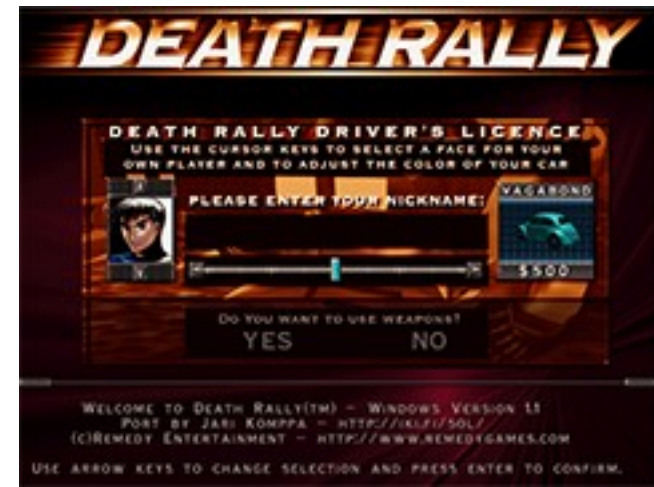 DEATH RALLY
DEATH RALLY DRIVER'S LICENCE
USE THE CURSOR KEYS TO SELECT A FACE FOR YOUR
OWN PLAYER AND TO ADJUST THE COLOR OF YOUR CAR
PLEASE ENTER YOUR NICKNAME:
VAGABOND
$500
DO YOU WANT TO USE WEAPONS?
YES NO
WELCOME TO DEATH RALLY(TM) - WINDOWS VERSION 1.1
PORT BY JARI KOMPPA - HTTP://IKI.FI/SOL/
(C)REMEDY ENTERTAINMENT - HTTP://WWW.REMEDYGAMES.COM
USE ARROW KEYS TO CHANGE SELECTION AND PRESS ENTER TO CONFIRM.